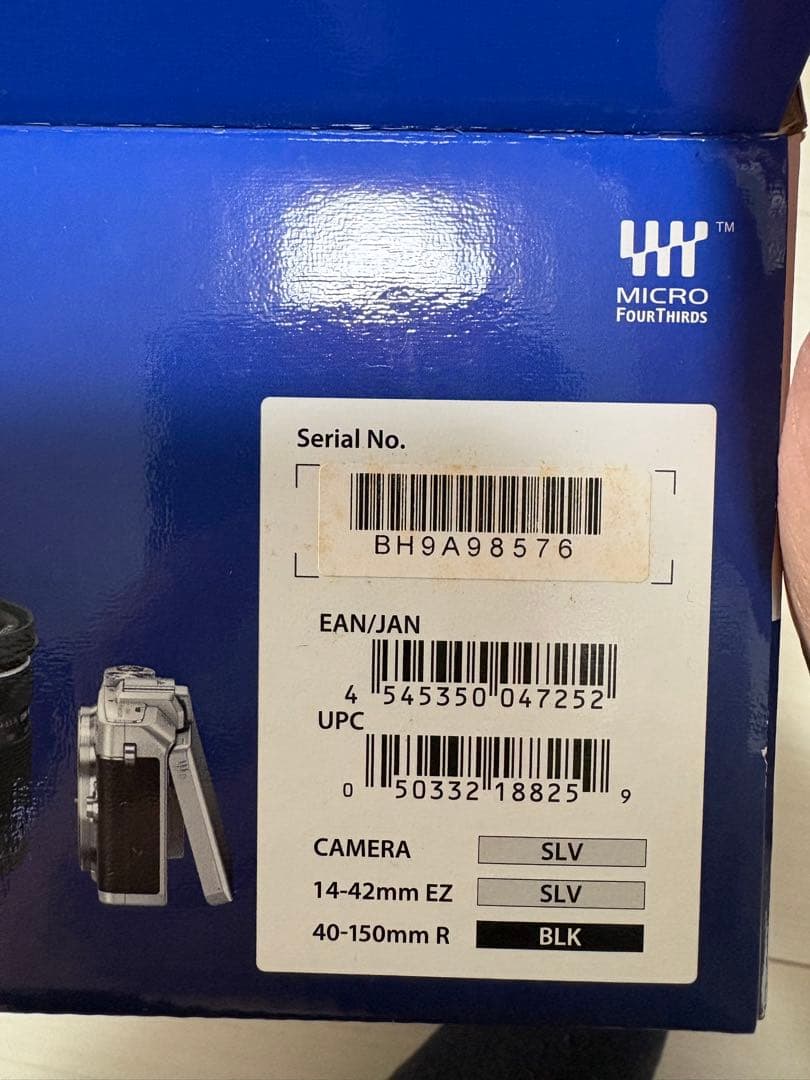 TM
MICRO
FOURTHIRDS
Serial No.
BH9A98576
EAN/JAN
4 545350 047252
UPC
0 50332 18825 9
CAMERA SLV
14-42mm EZ SLV
40-150mm R BLK